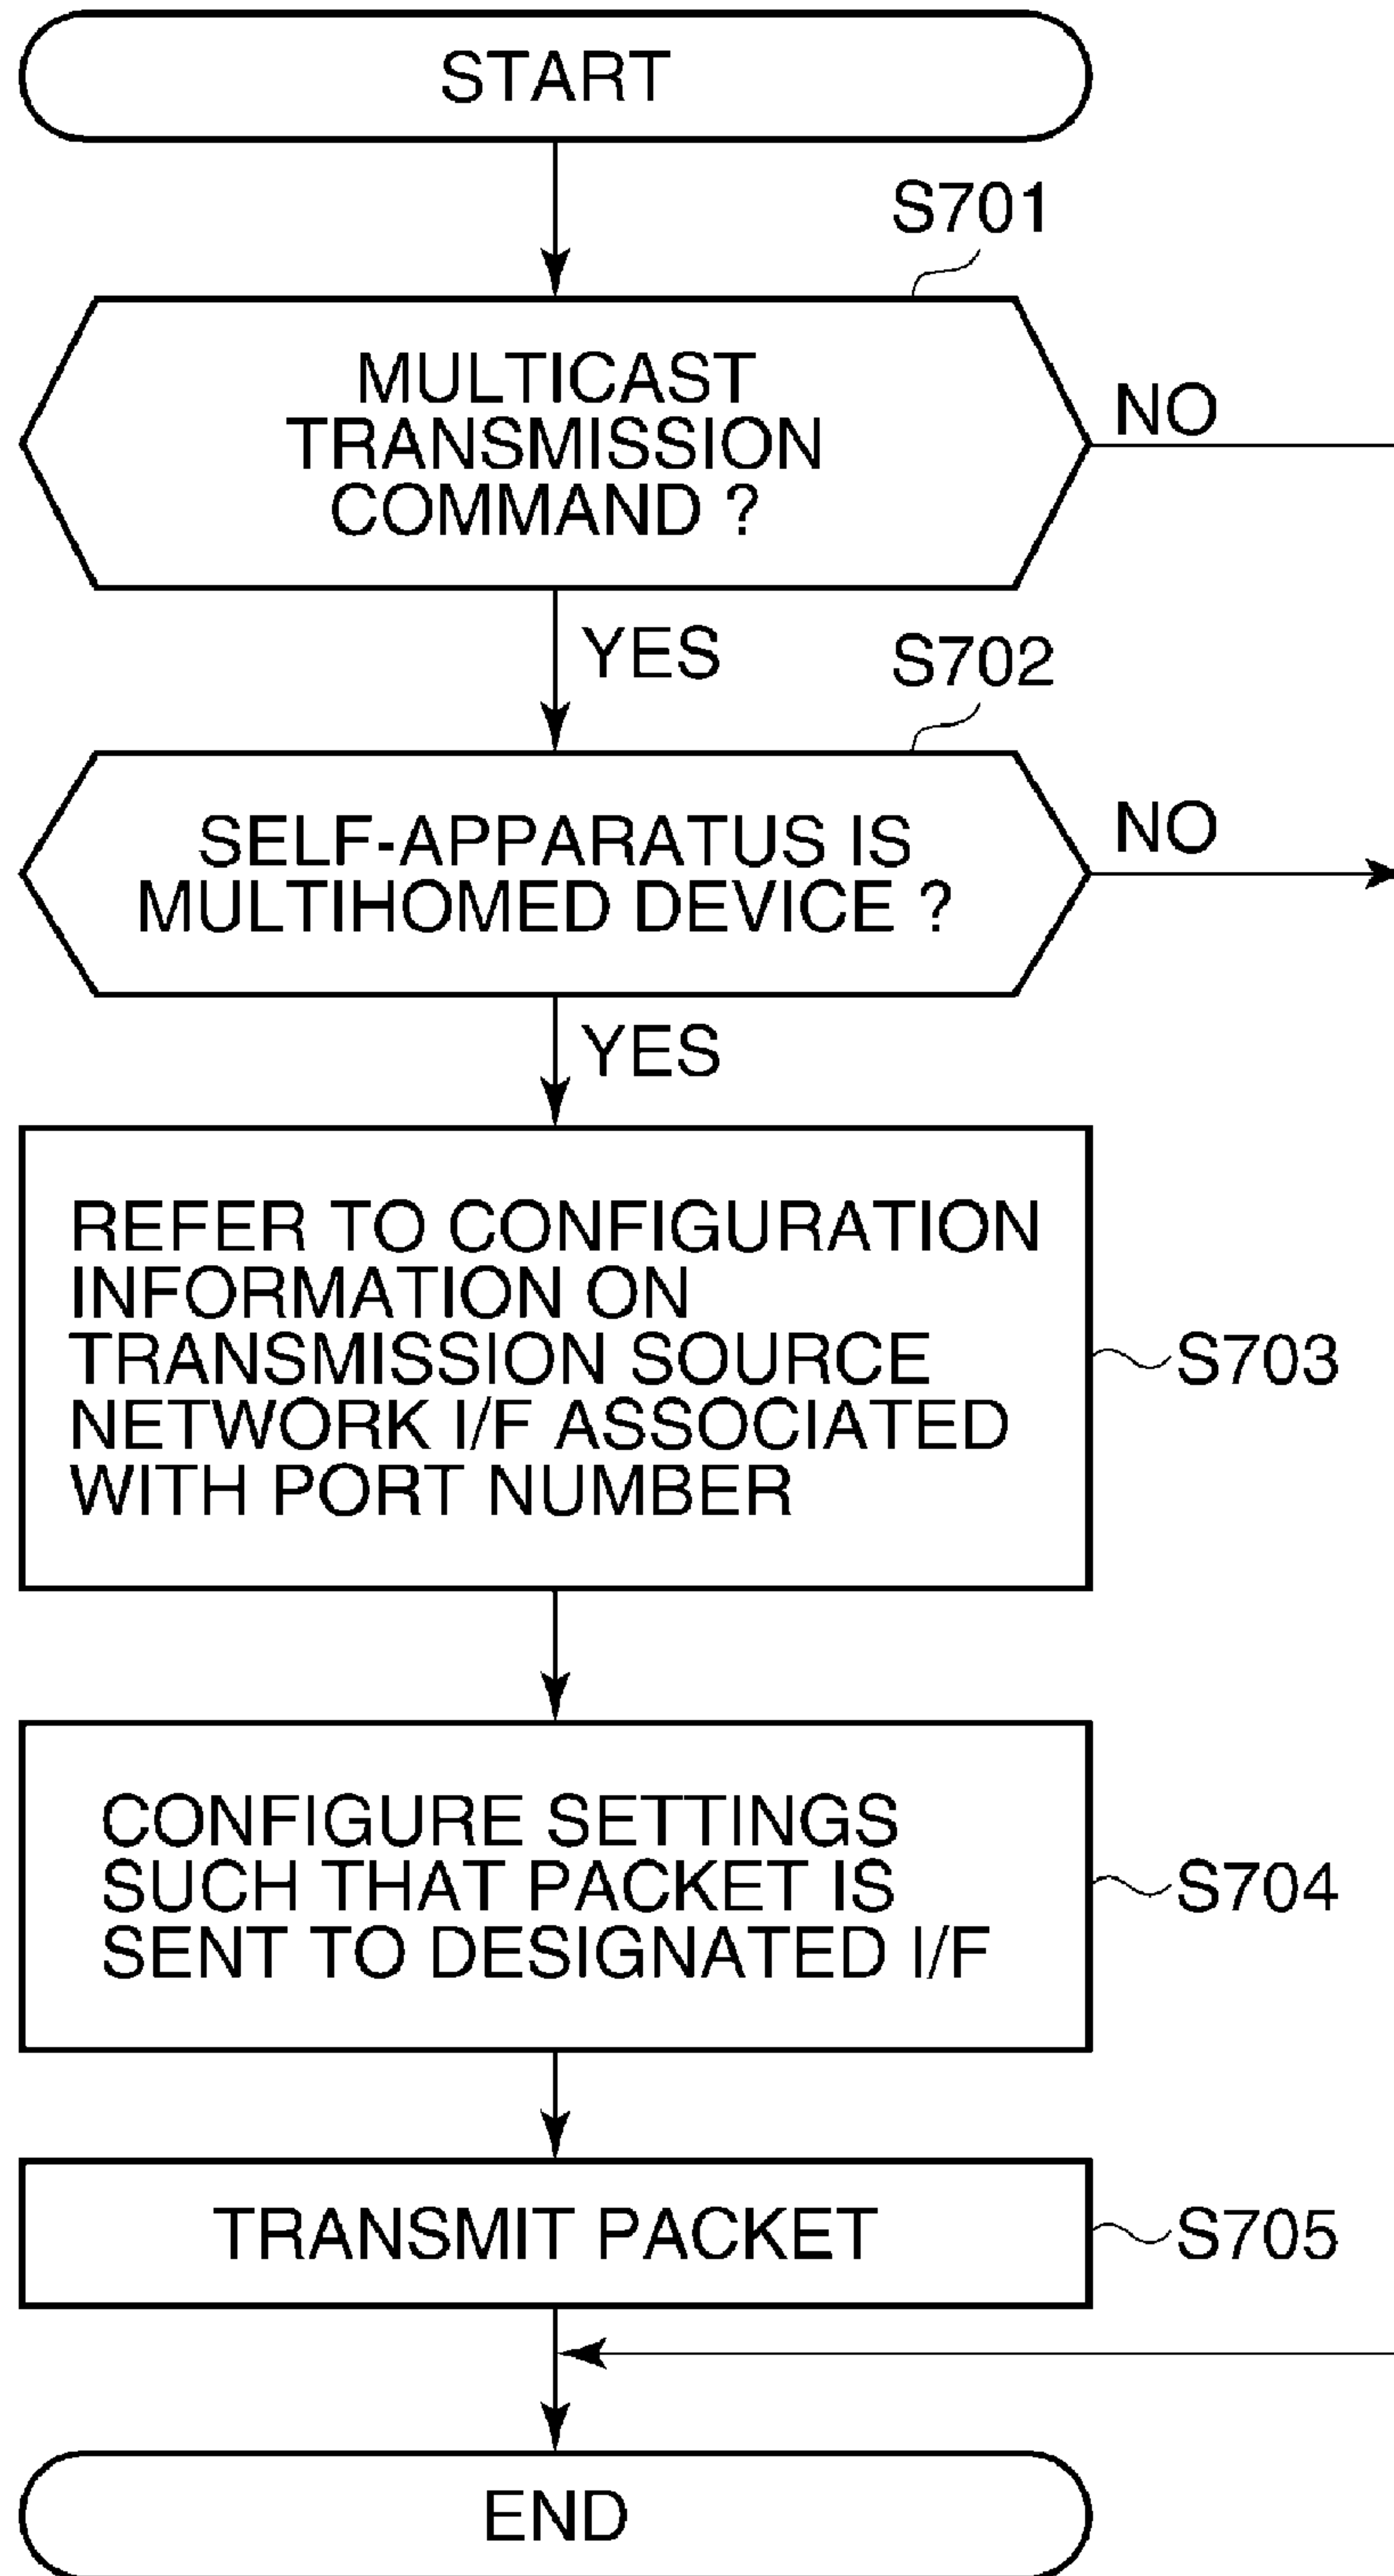 START
S701
MULTICAST
TRANSMISSION
COMMAND ?
NO
YES
S702
SELF-APPARATUS IS
MULTIHOMED DEVICE ?
NO
YES
REFER TO CONFIGURATION
INFORMATION ON
TRANSMISSION SOURCE
NETWORK I/F ASSOCIATED
WITH PORT NUMBER
S703
CONFIGURE SETTINGS
SUCH THAT PACKET IS
SENT TO DESIGNATED I/F
S704
TRANSMIT PACKET
S705
END